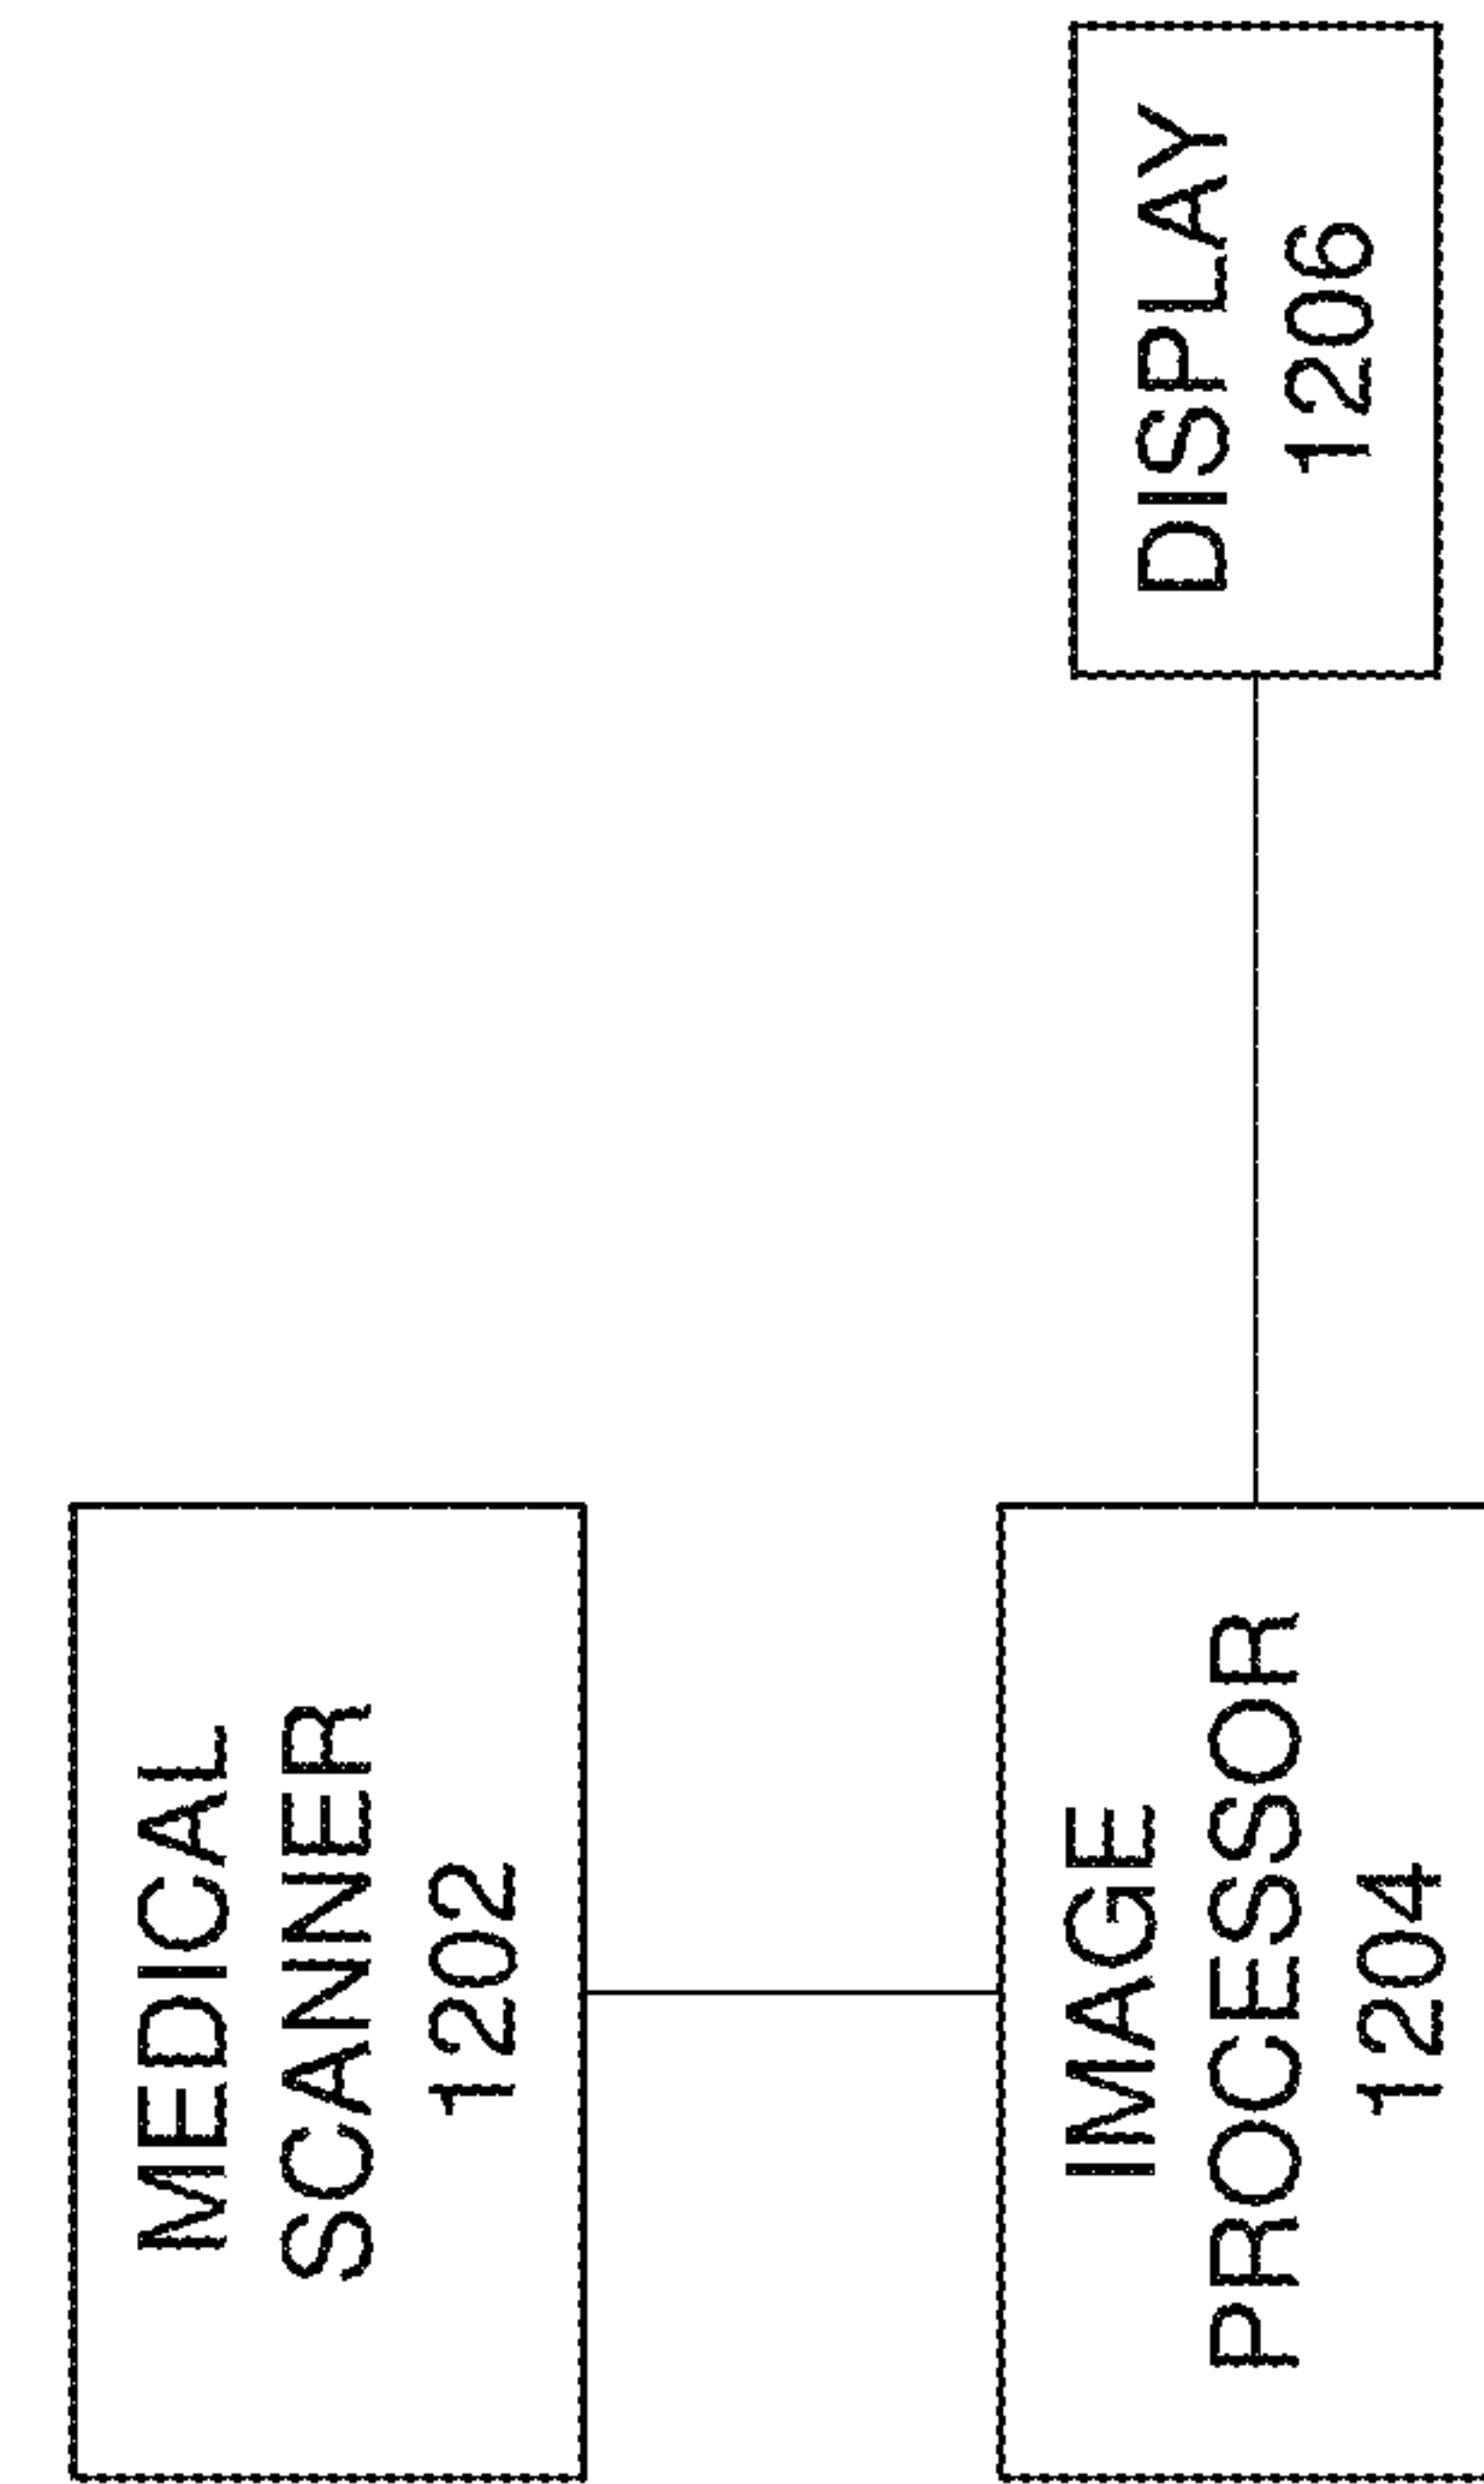 MEDICAL
SCANNER
1202
IMAGE
PROCESSOR
1204
DISPLAY
1206